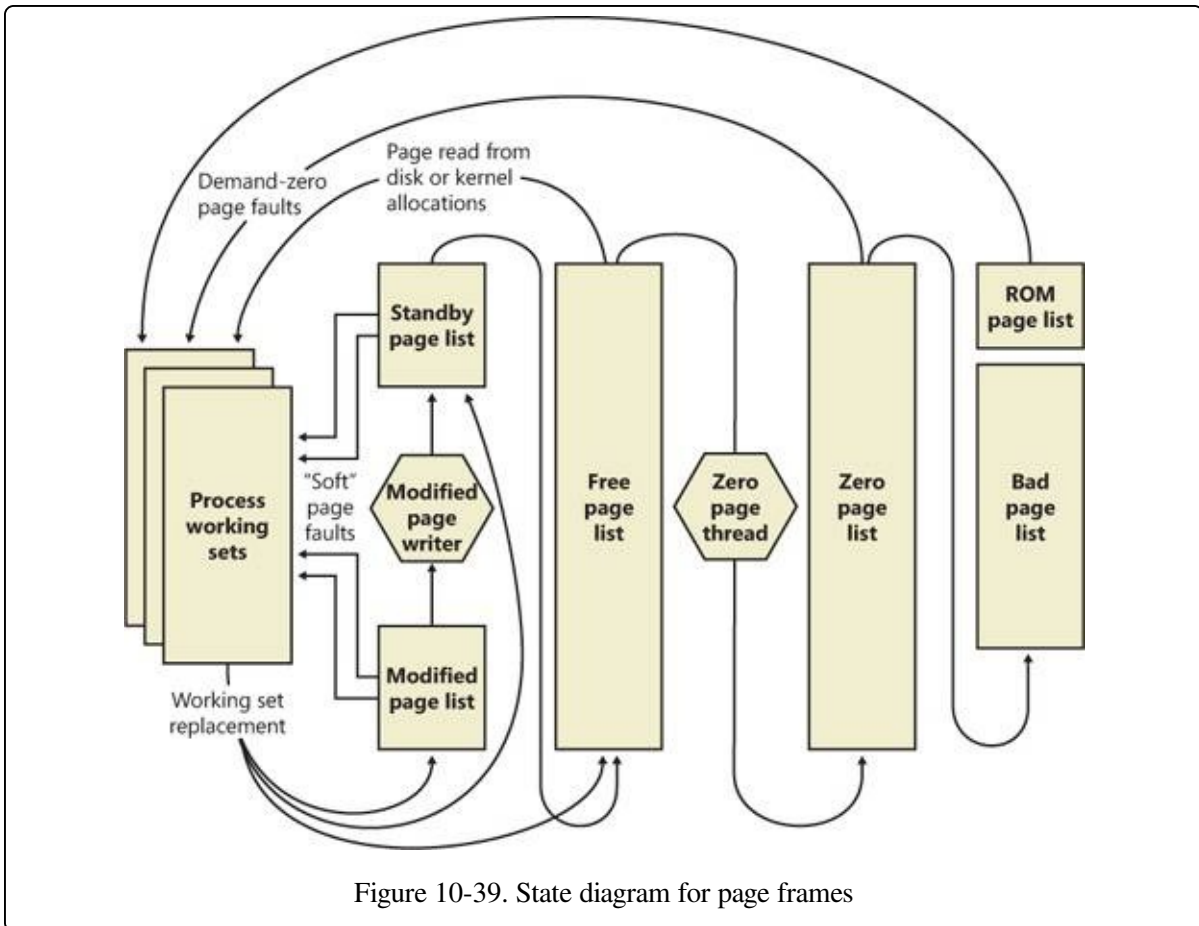 Demand-zero
page faults
Page read from
disk or kernel
allocations
Standby
page list
ROM
page list
Process
working
sets
"Soft"
page
faults
Modified
page
writer
Free
page
list
Zero
page
thread
Zero
page
list
Bad
page
list
Modified
page list
Working set
replacement
Figure 10-39. State diagram for page frames